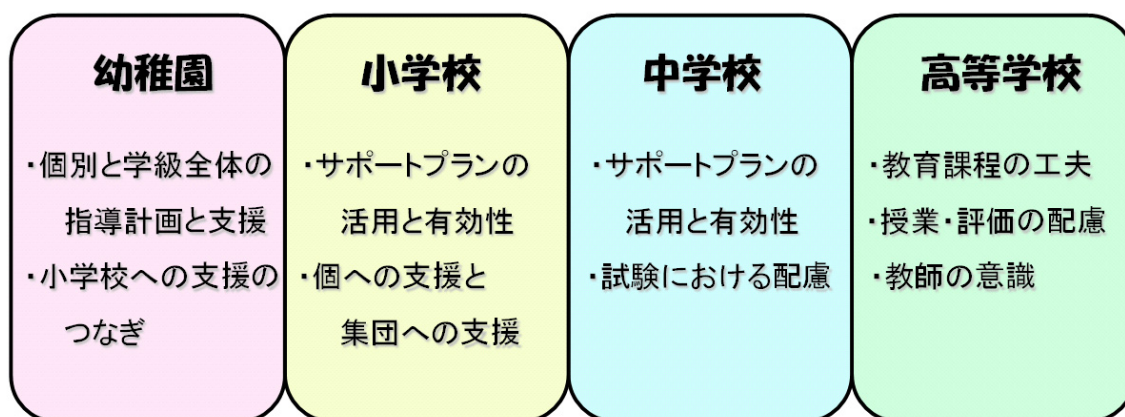 幼稚園
・個別と学級全体の
指導計画と支援
・小学校への支援の
つなぎ
小学校
・サポートプランの
活用と有効性
・個への支援と
集団への支援
中学校
・サポートプランの
活用と有効性
・試験における配慮
高等学校
・教育課程の工夫
・授業・評価の配慮
・教師の意識